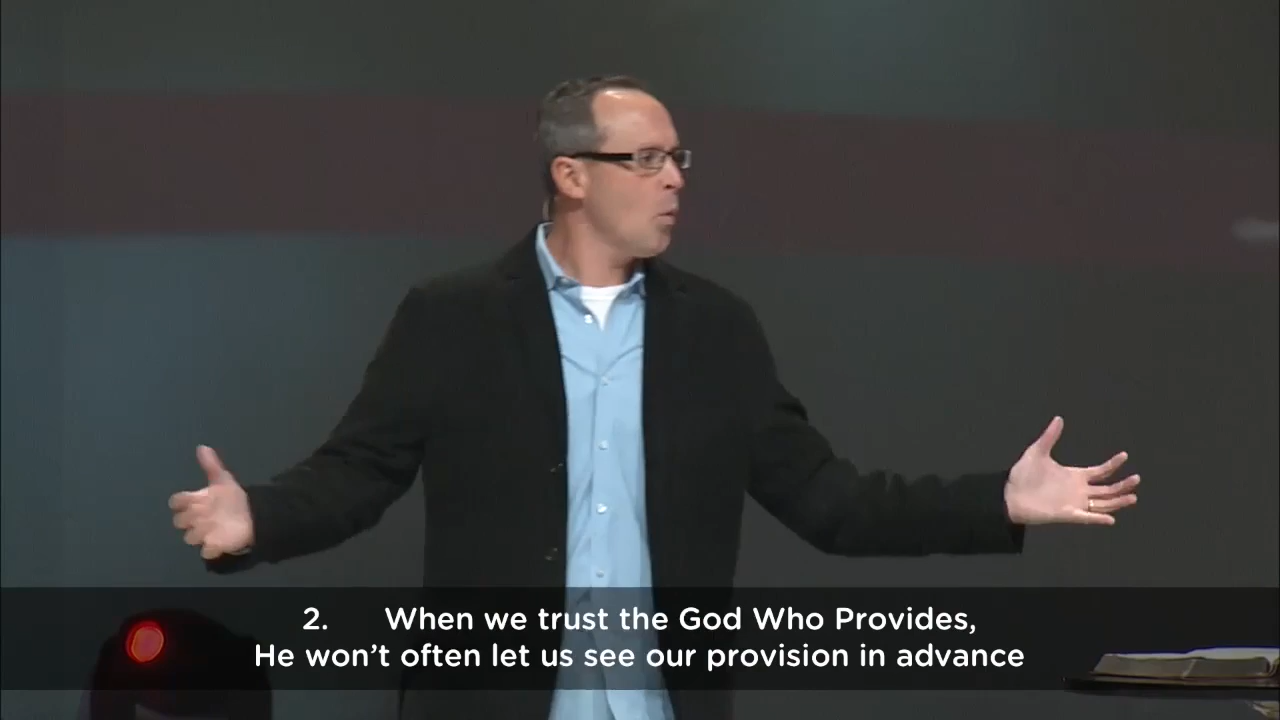 2. When we trust the God Who Provides,
He won’t often let us see our provision in advance